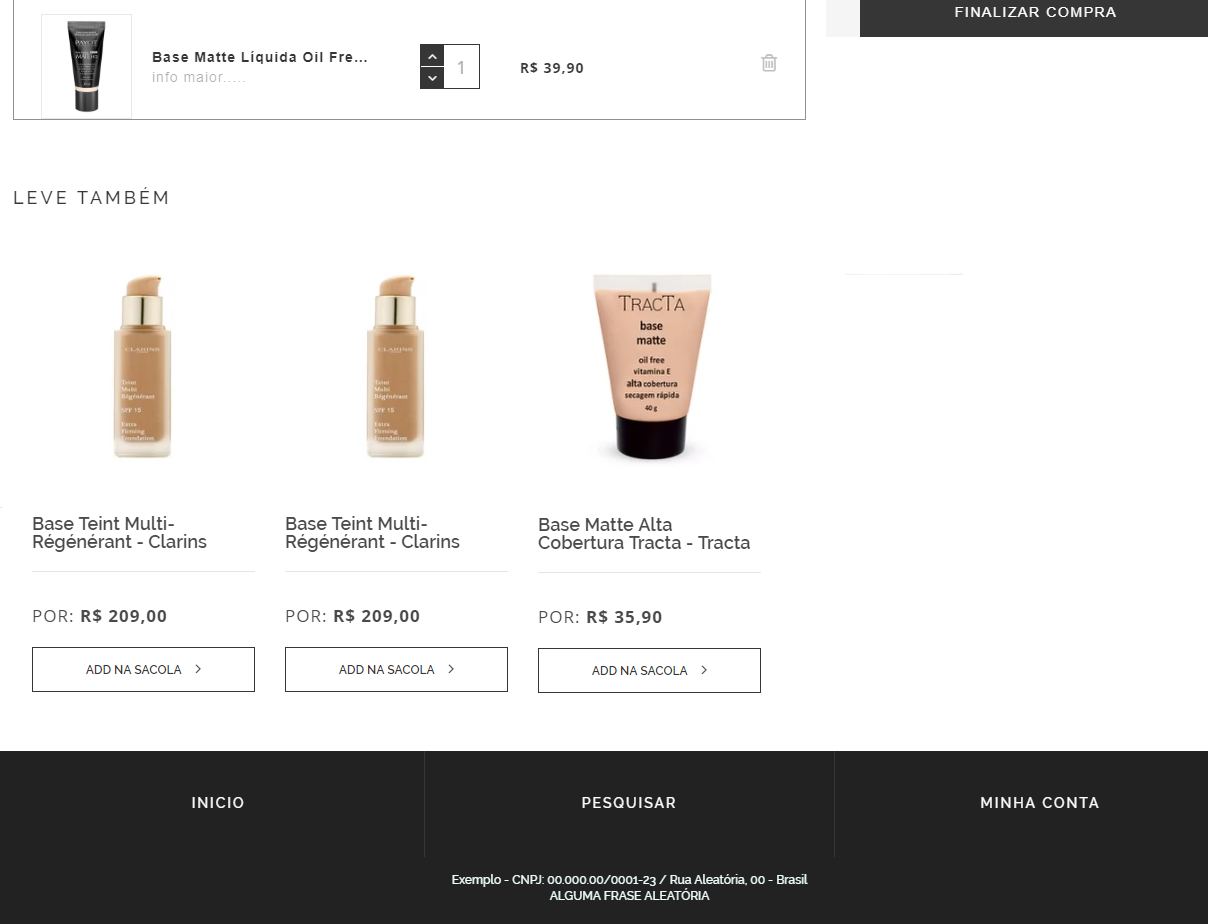 FINALIZAR COMPRA
PAYOT
Base Matte Líquida Oil Fre...
info maior.....
1
R$ 39,90
LEVE TAMBÉM
CLARINS
Teint
Multi
Régénérant
SPF 15
Extra
Firming
Foundation
CLARINS
Teint
Multi
Régénérant
SPF 15
Extra
Firming
Foundation
TRACTA
base
matte
oil free
vitamina E
alta cobertura
secagem rápida
40 g
Base Teint Multi-
Régénérant - Clarins
Base Teint Multi-
Régénérant - Clarins
Base Matte Alta
Cobertura Tracta - Tracta
POR: R$ 209,00
POR: R$ 209,00
POR: R$ 35,90
ADD NA SACOLA
ADD NA SACOLA
ADD NA SACOLA
INICIO
PESQUISAR
MINHA CONTA
Exemplo - CNPJ: 00.000.00/0001-23 / Rua Aleatória, 00 - Brasil
ALGUMA FRASE ALEATÓRIA